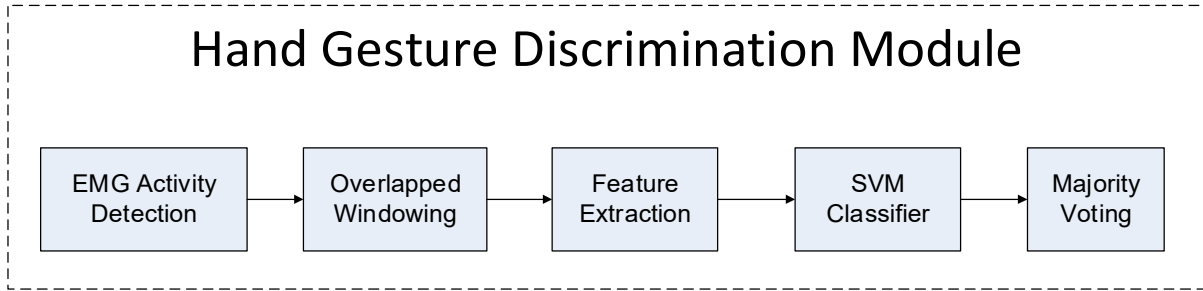 Hand Gesture Discrimination Module
EMG Activity
Detection
Overlapped
Windowing
Feature
Extraction
SVM
Classifier
Majority
Voting